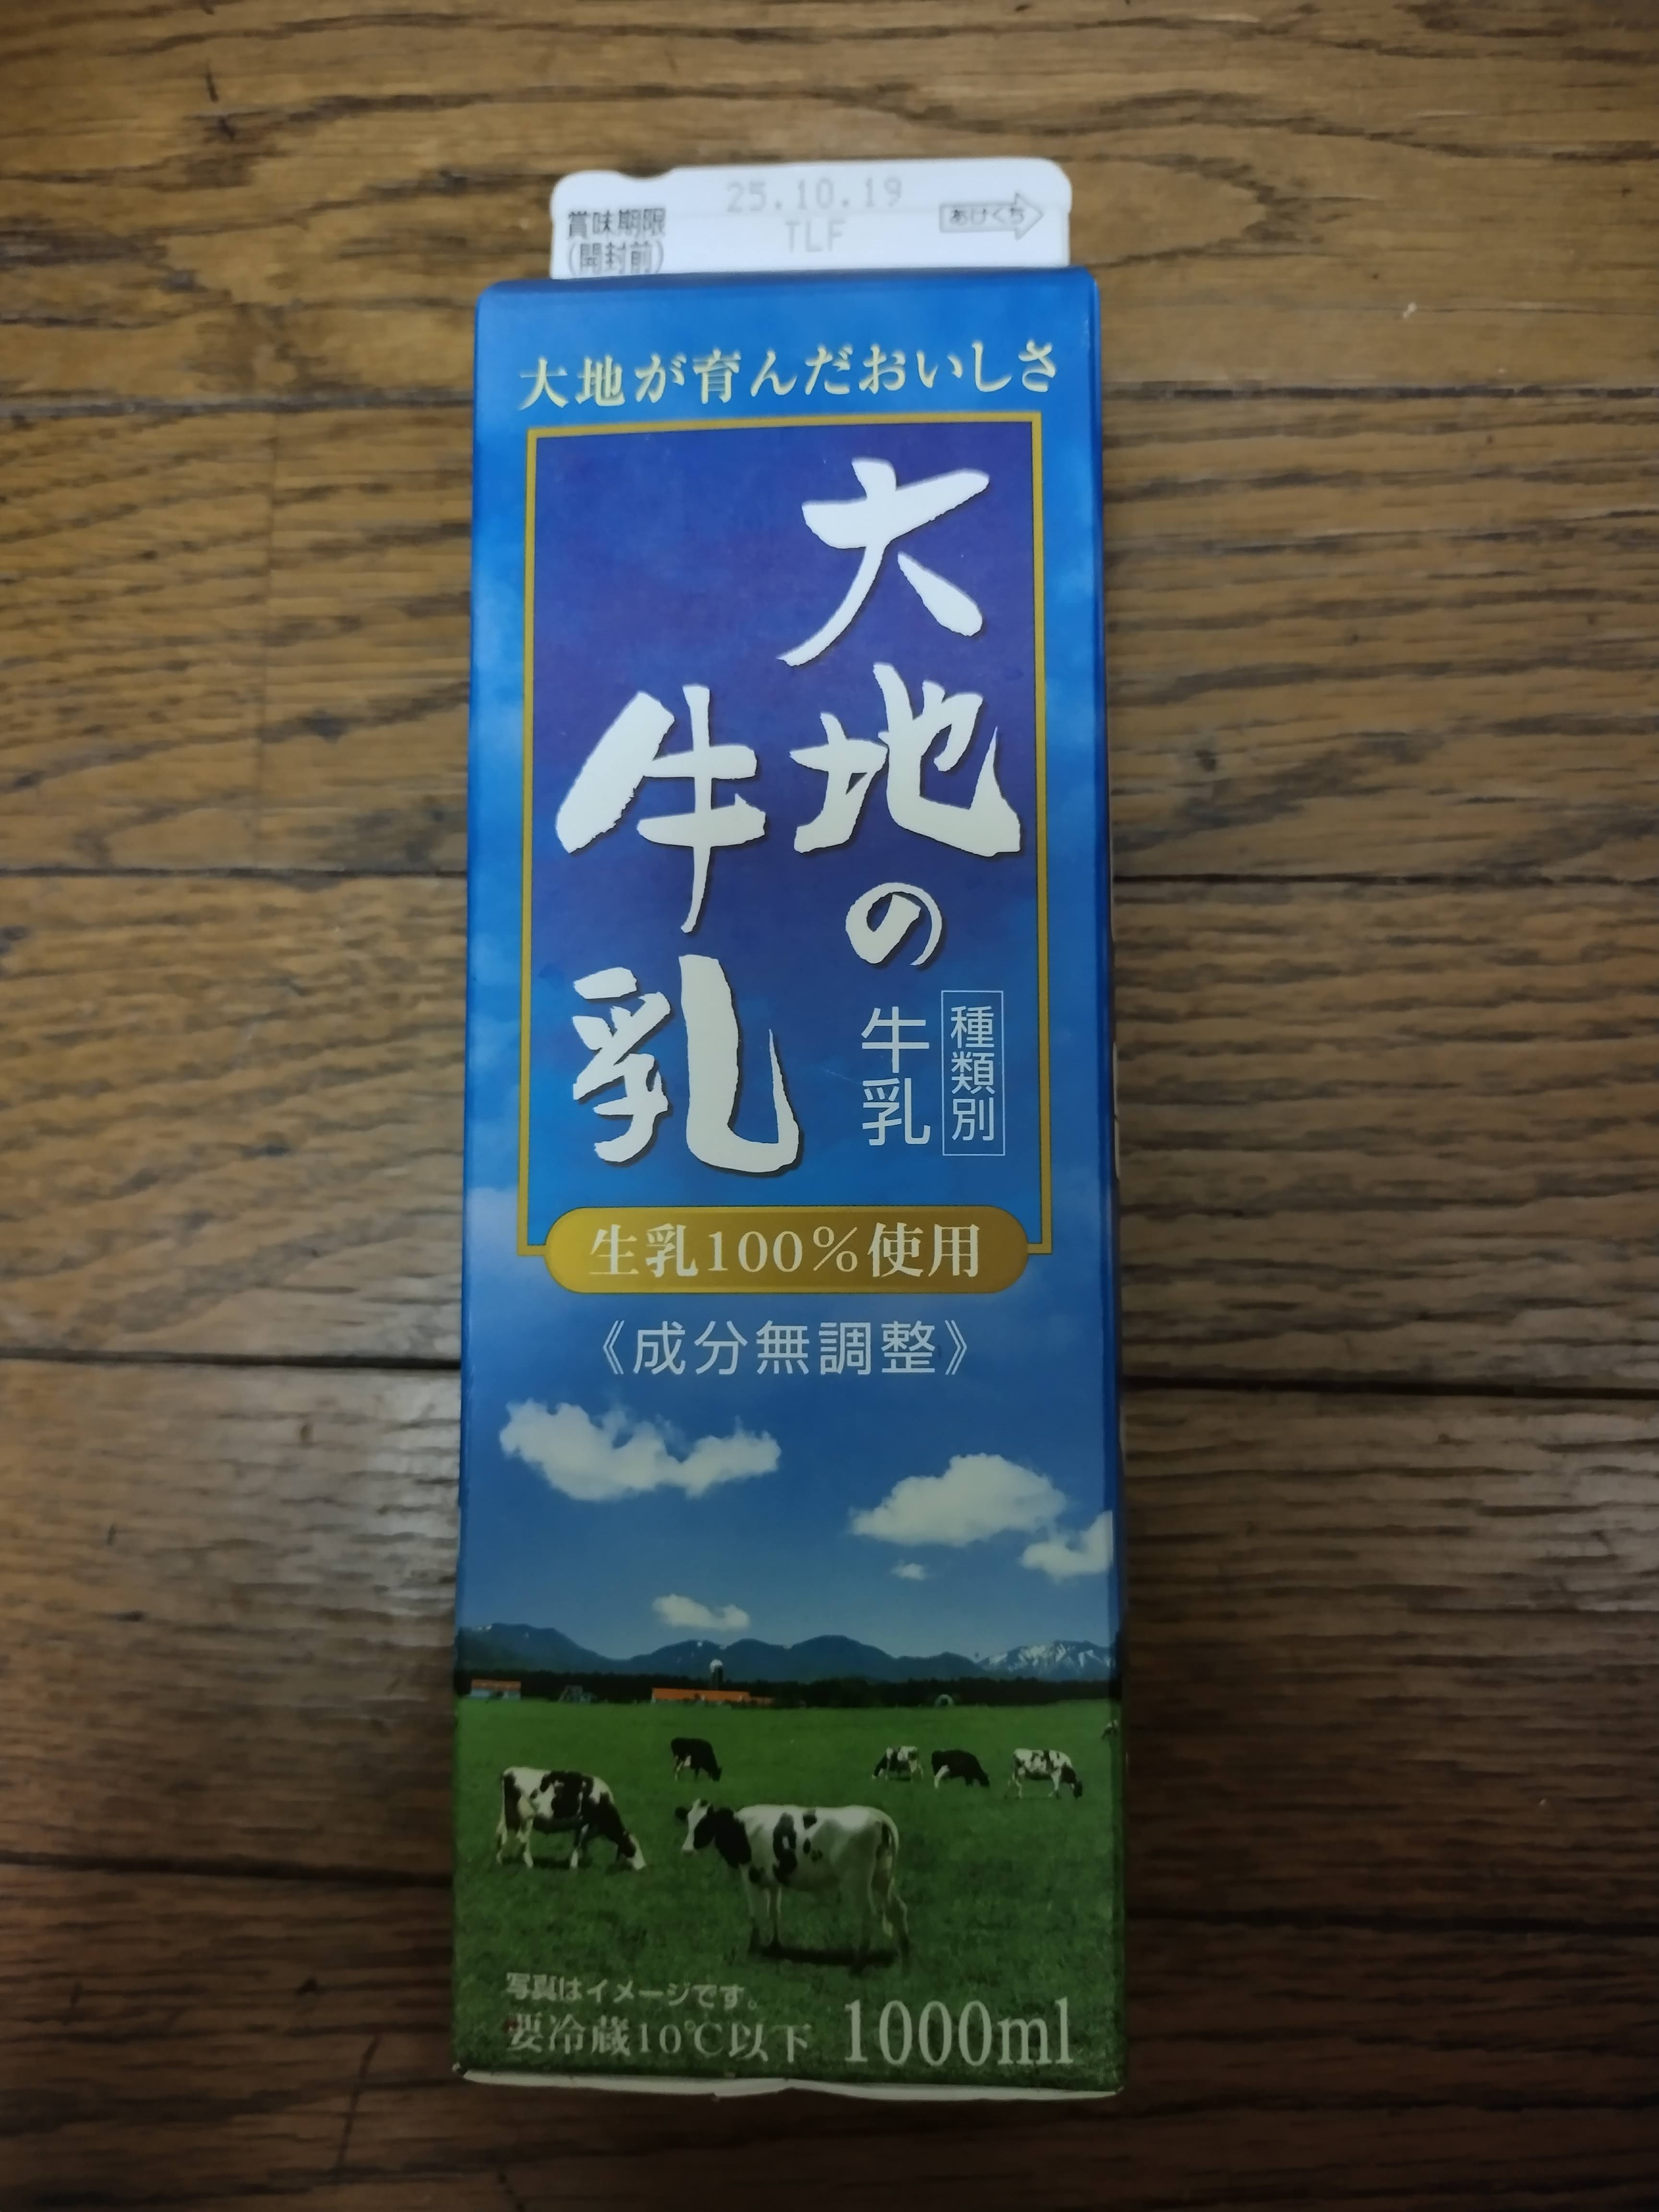 25.10.19
賞味期限
(開封前)
TLF
あけくち
大地が育んだおいしさ
大地の
牛乳
種類別
牛乳
生乳100%使用
《成分無調整》
写真はイメージです。
要冷蔵10℃以下
1000ml